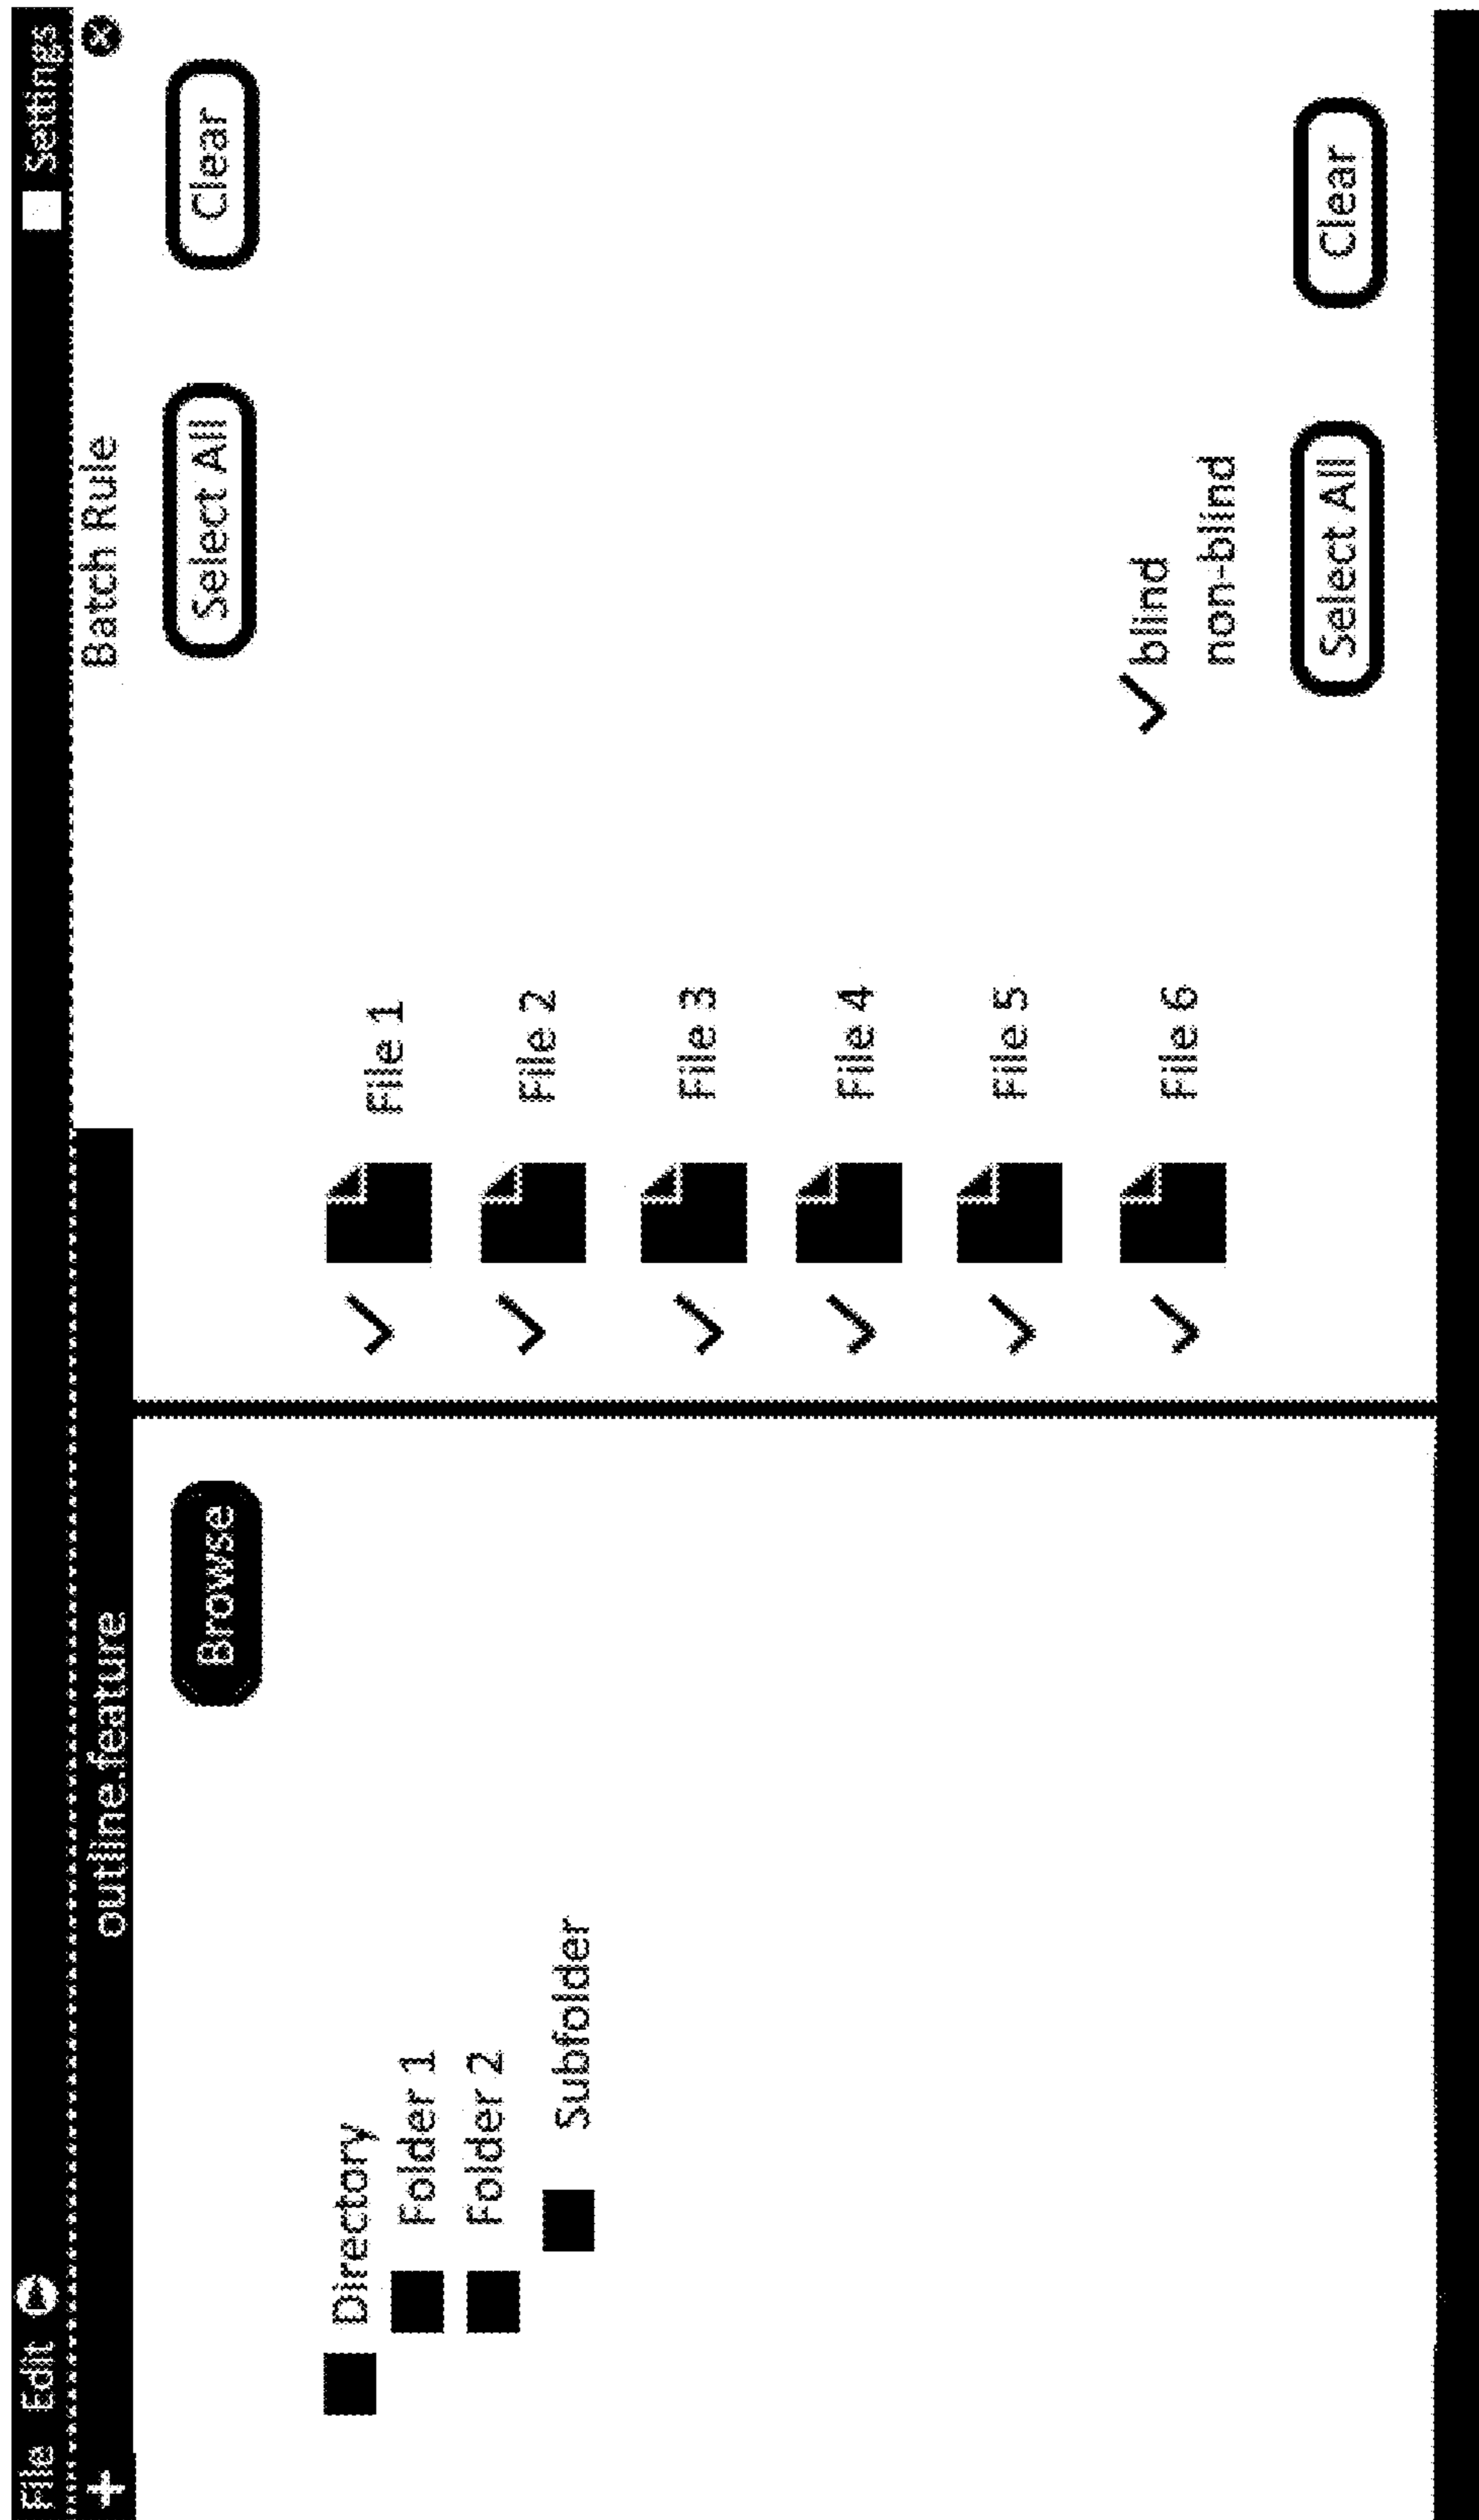 File Edit Settings
+ outline.feature Batch Rule
Browse Select All Clear
Directory
Folder 1
Folder 2
Subfolder
File 1
File 2
File 3
File 4
File 5
File 6
blind
non-blind
Select All Clear